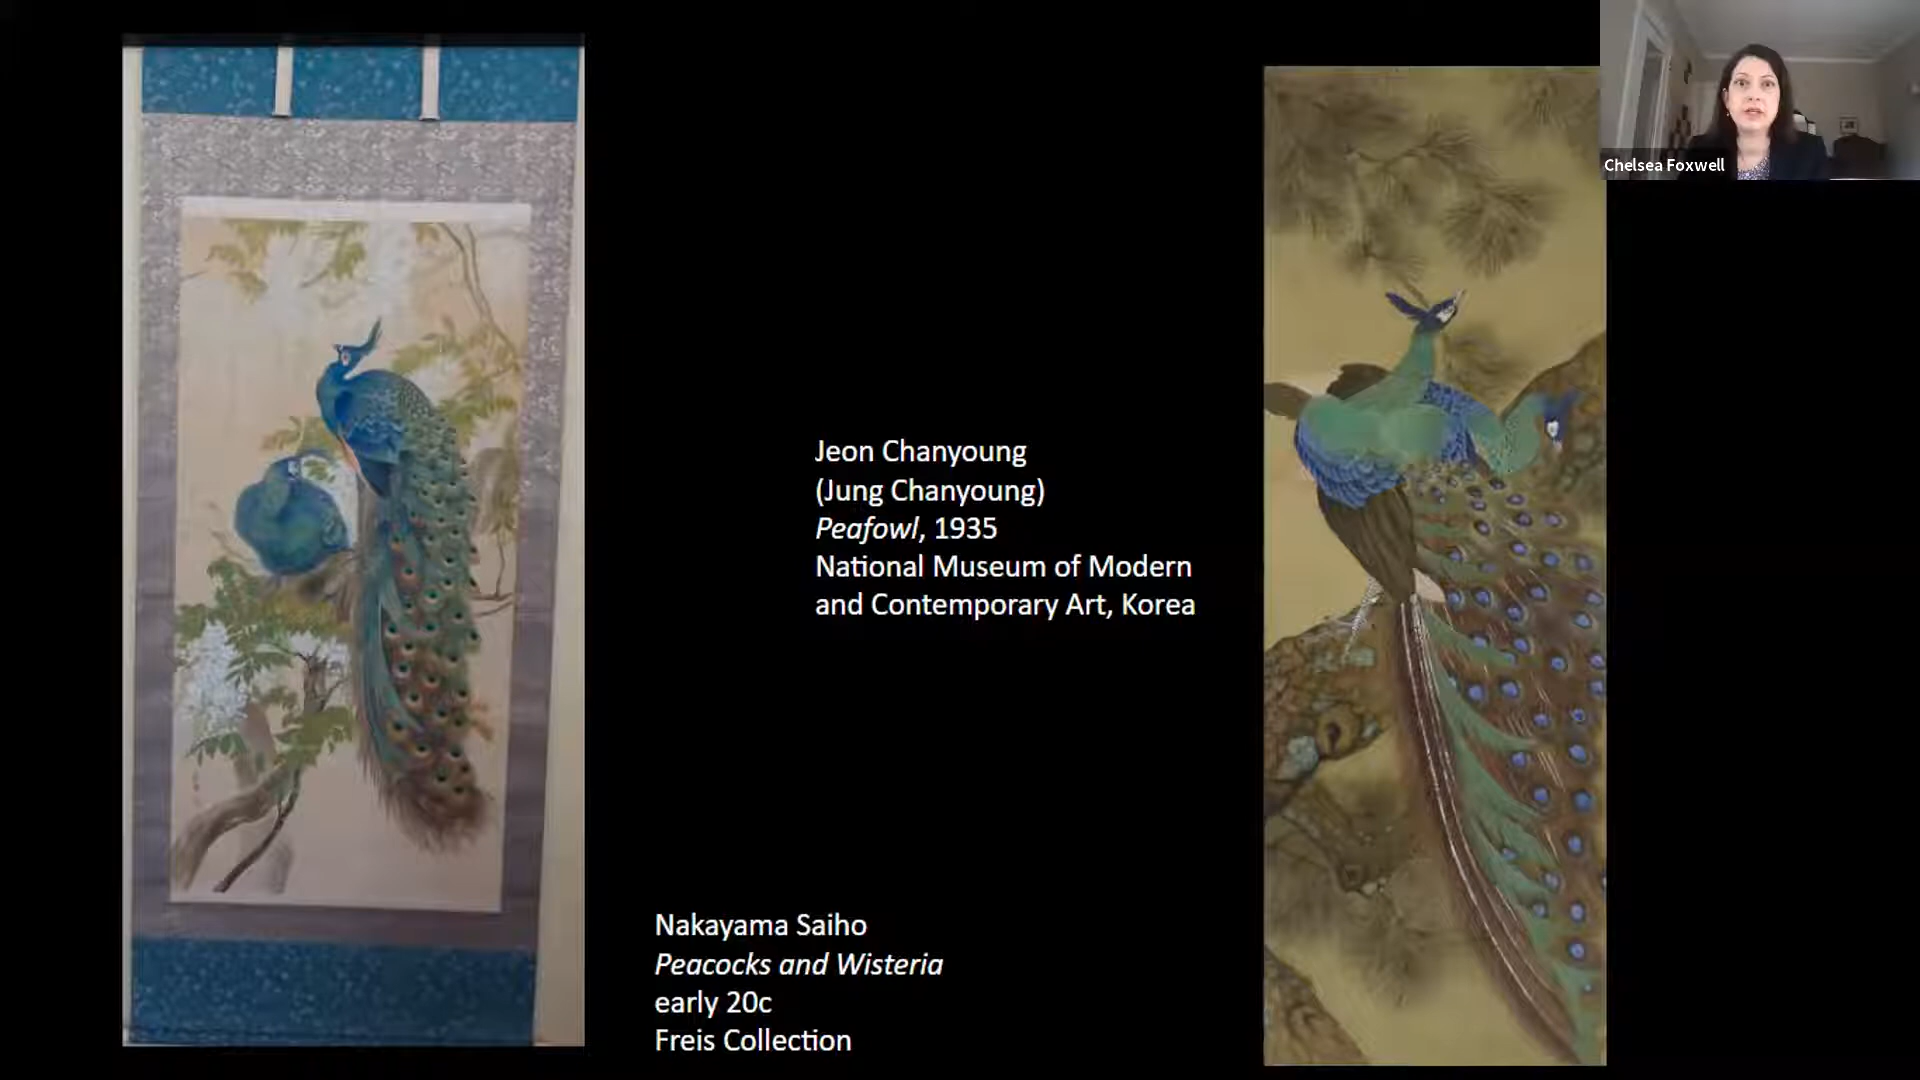 Chelsea Foxwell
Jeon Chanyoung
(Jung Chanyoung)
Peafowl, 1935
National Museum of Modern
and Contemporary Art, Korea
Nakayama Saiho
Peacocks and Wisteria
early 20c
Freis Collection